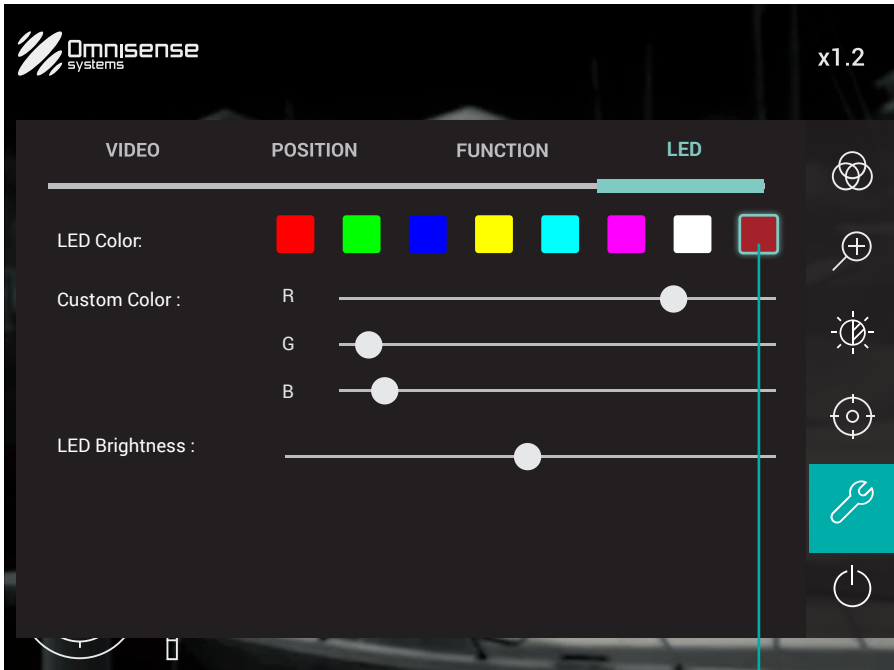 Omnisense
systems
x1.2
VIDEO POSITION FUNCTION LED
LED Color:
Custom Color : R
G
B
LED Brightness :